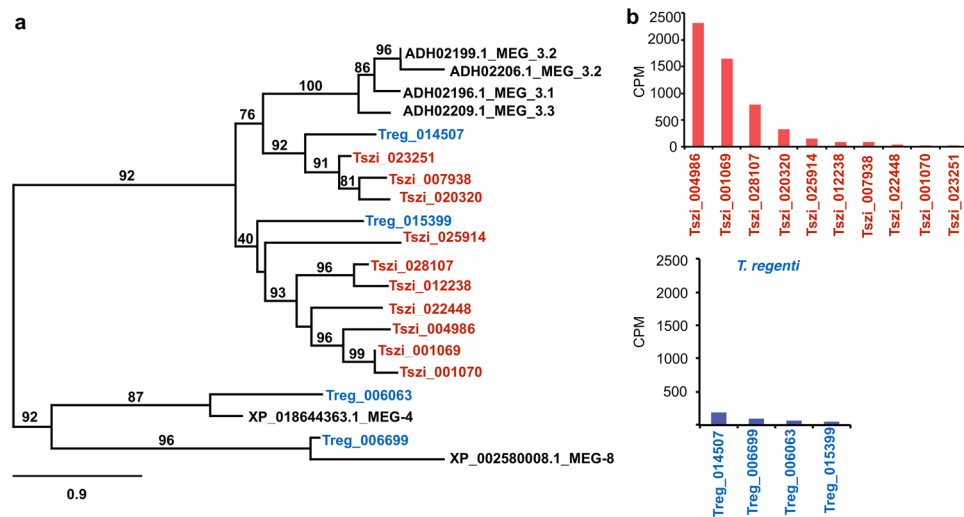 a
96
ADH02199.1_MEG_3.2
86
ADH02206.1_MEG_3.2
100
ADH02196.1_MEG_3.1
ADH02209.1_MEG_3.3
76
Treg_014507
92
Tszi_023251
91
Tszi_007938
81
Tszi_020320
92
Treg_015399
Tszi_025914
40
Tszi_028107
96
Tszi_012238
93
Tszi_022448
Tszi_004986
96
Tszi_001069
99
Tszi_001070
Treg_006063
87
XP_018644363.1_MEG-4
92
Treg_006699
96
XP_002580008.1_MEG-8
0.9
b
2500
2000
1500
1000
500
0
CPM
Tszi_004986
Tszi_001069
Tszi_028107
Tszi_020320
Tszi_025914
Tszi_012238
Tszi_007938
Tszi_022448
Tszi_001070
Tszi_023251
T. regenti
2500
2000
1500
1000
500
CPM
Treg_014507
Treg_006699
Treg_006063
Treg_015399